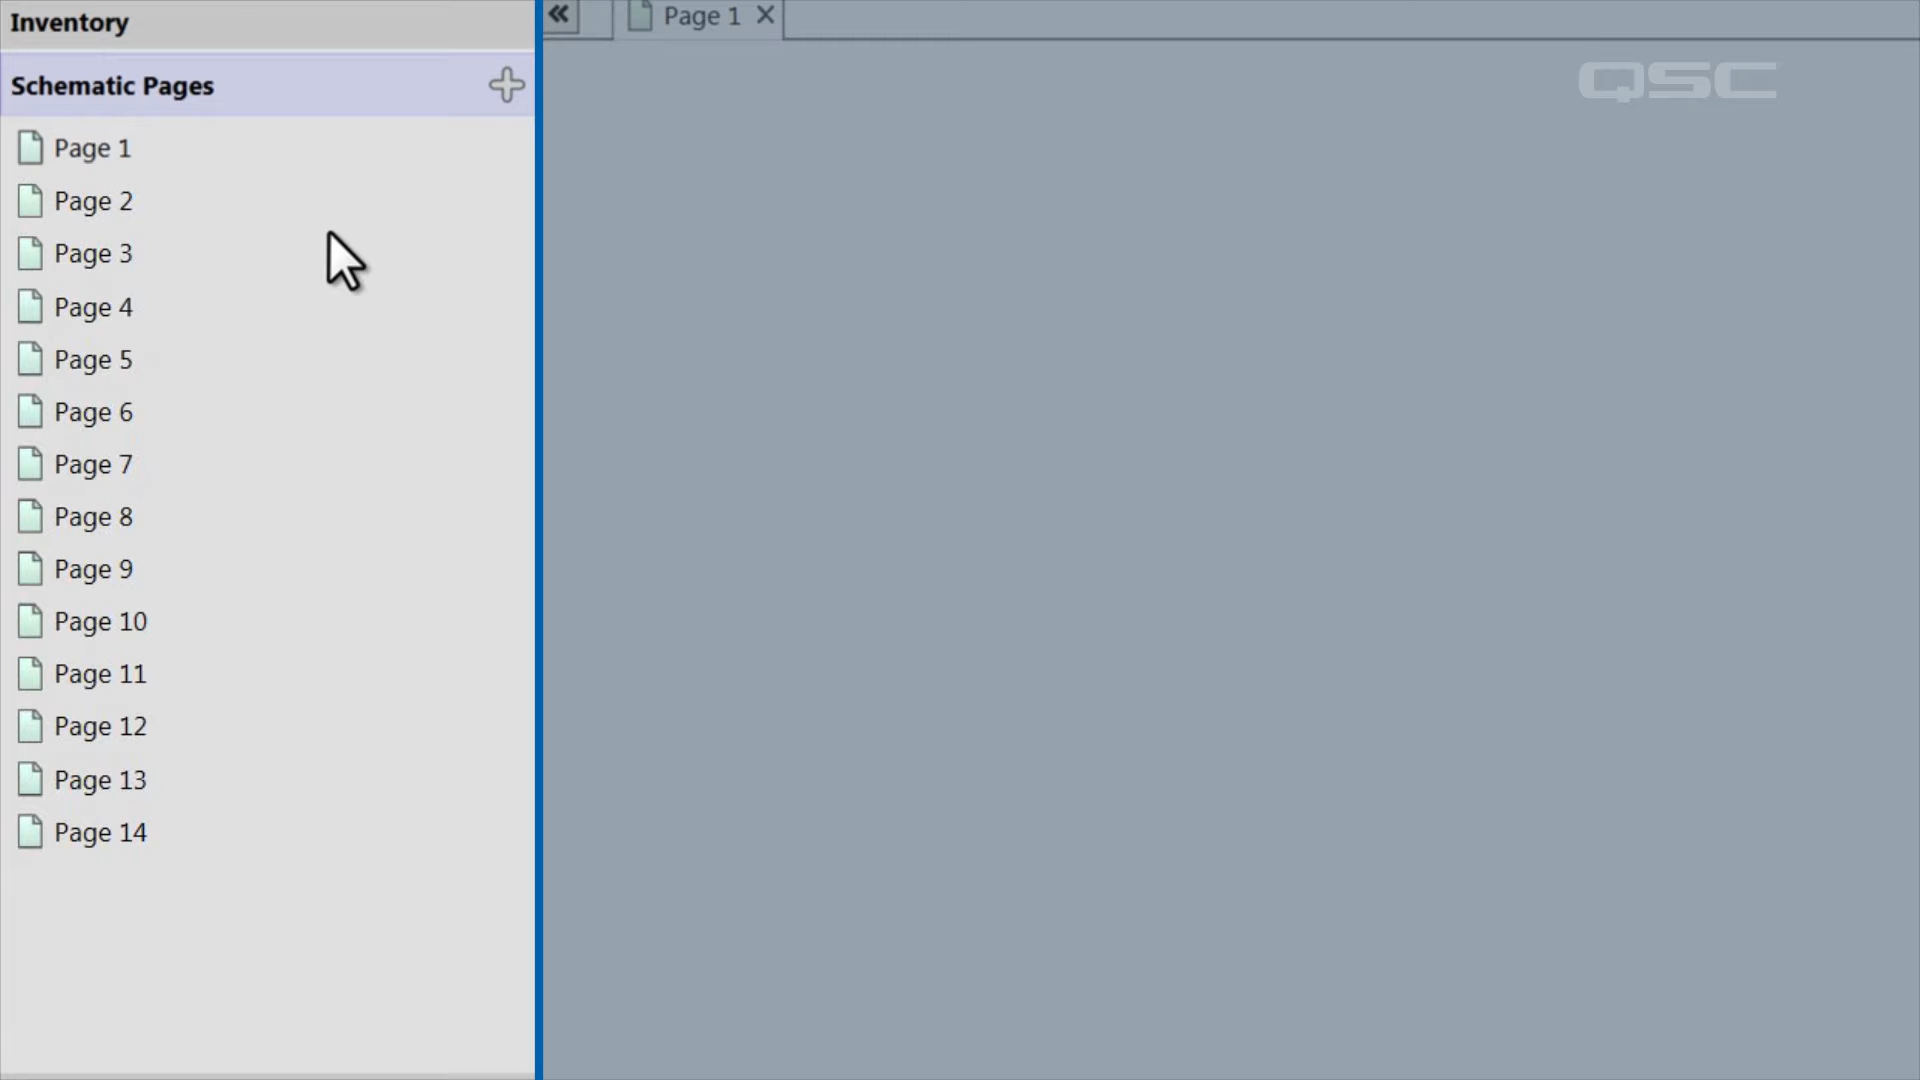 Inventory
« Page 1 X
QSC
Schematic Pages
Page 1
Page 2
Page 3
Page 4
Page 5
Page 6
Page 7
Page 8
Page 9
Page 10
Page 11
Page 12
Page 13
Page 14